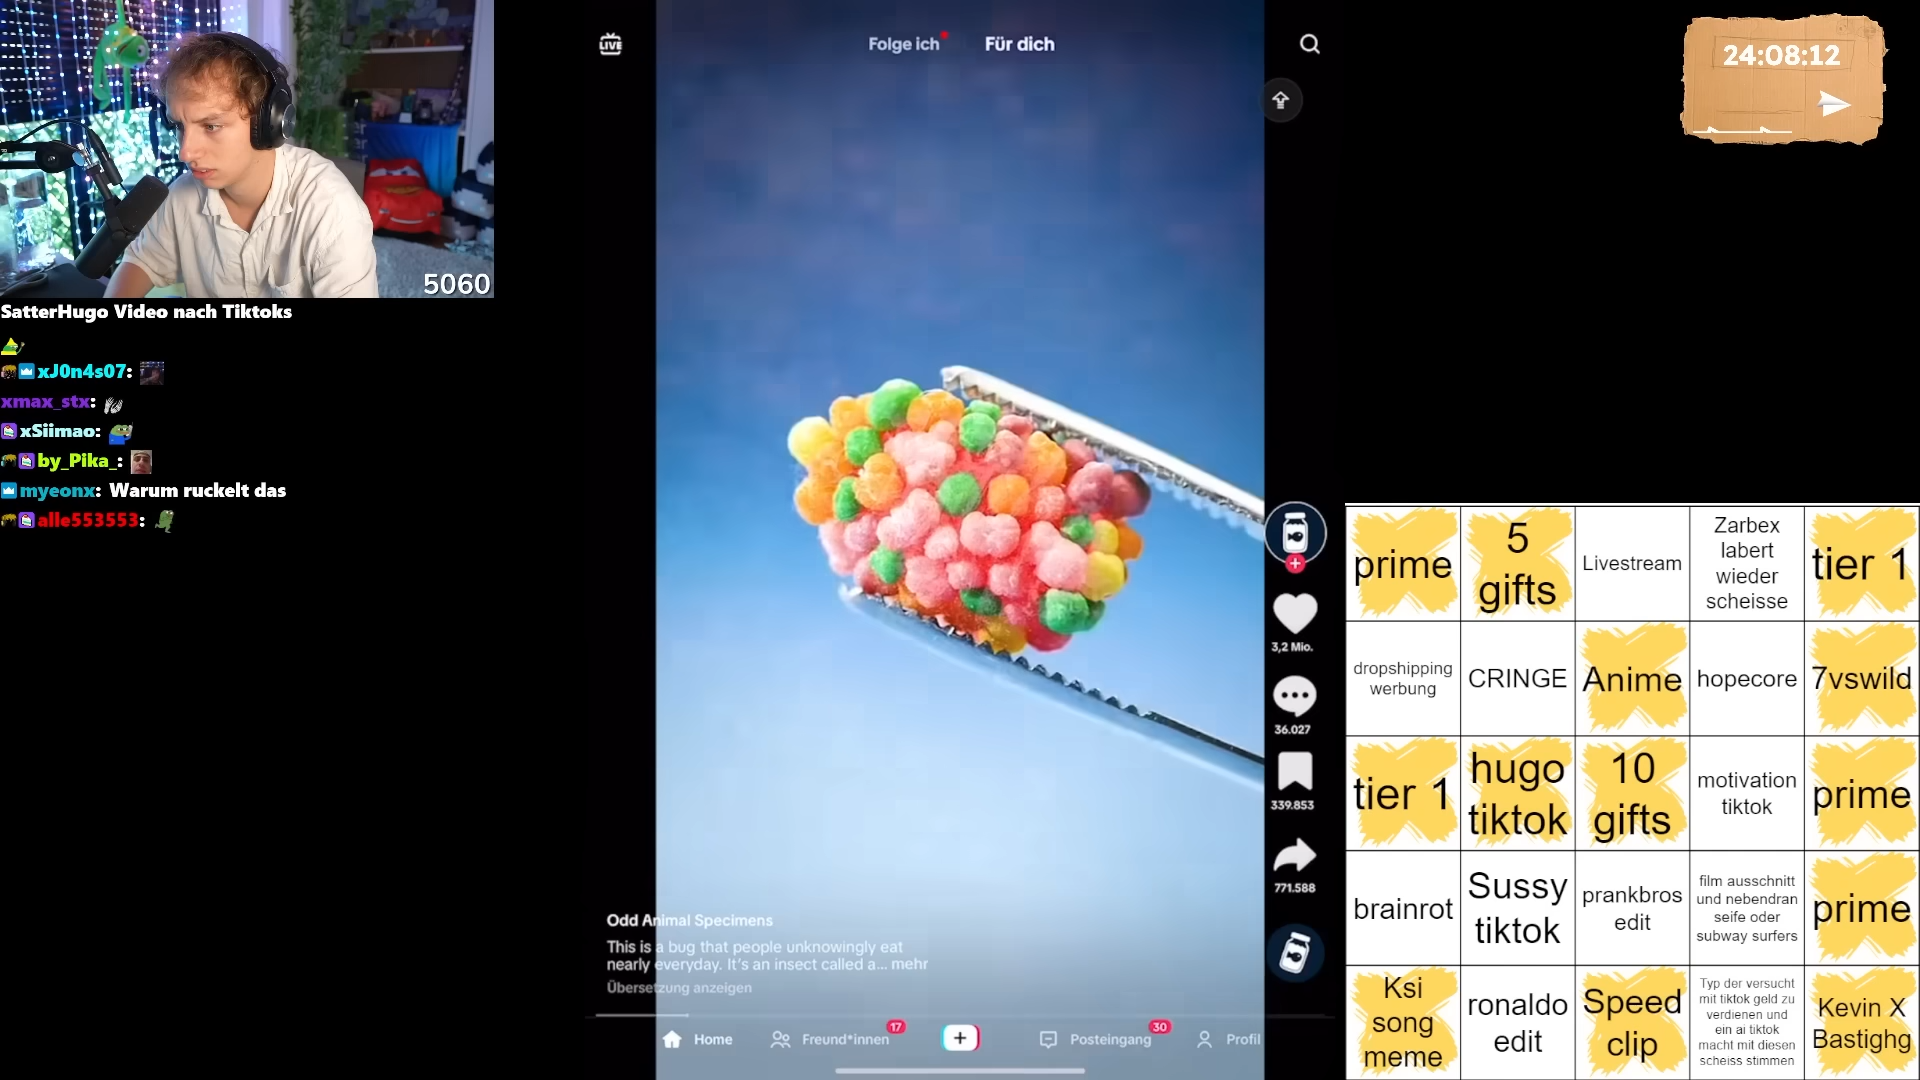 LIVE
Folge ich
Für dich
24:08:12
5060
SatterHugo Video nach Tiktoks
xJ0n4s07:
xmax_stx:
xSiimao:
by_Pika_:
myeonx: Warum ruckelt das
alle553553:
3,2 Mio.
36.027
339.853
771.588
Odd Animal Specimens
This is a bug that people unknowingly eat
nearly everyday. It's an insect called a... mehr
Übersetzung anzeigen
Home
Freund*innen
17
Posteingang
30
Profil
prime
5
gifts
Livestream
Zarbex
labert
wieder
scheisse
tier 1
dropshipping
werbung
CRINGE
Anime
hopecore
7vswild
tier 1
hugo
tiktok
10
gifts
motivation
tiktok
prime
brainrot
Sussy
tiktok
prankbros
edit
film ausschnitt
und nebendran
seife oder
subway surfers
prime
Ksi
song
meme
ronaldo
edit
Speed
clip
Typ der versucht
mit tiktok geld zu
verdienen und
ein ai tiktok
macht mit diesen
scheiss stimmen
Kevin X
Bastighg